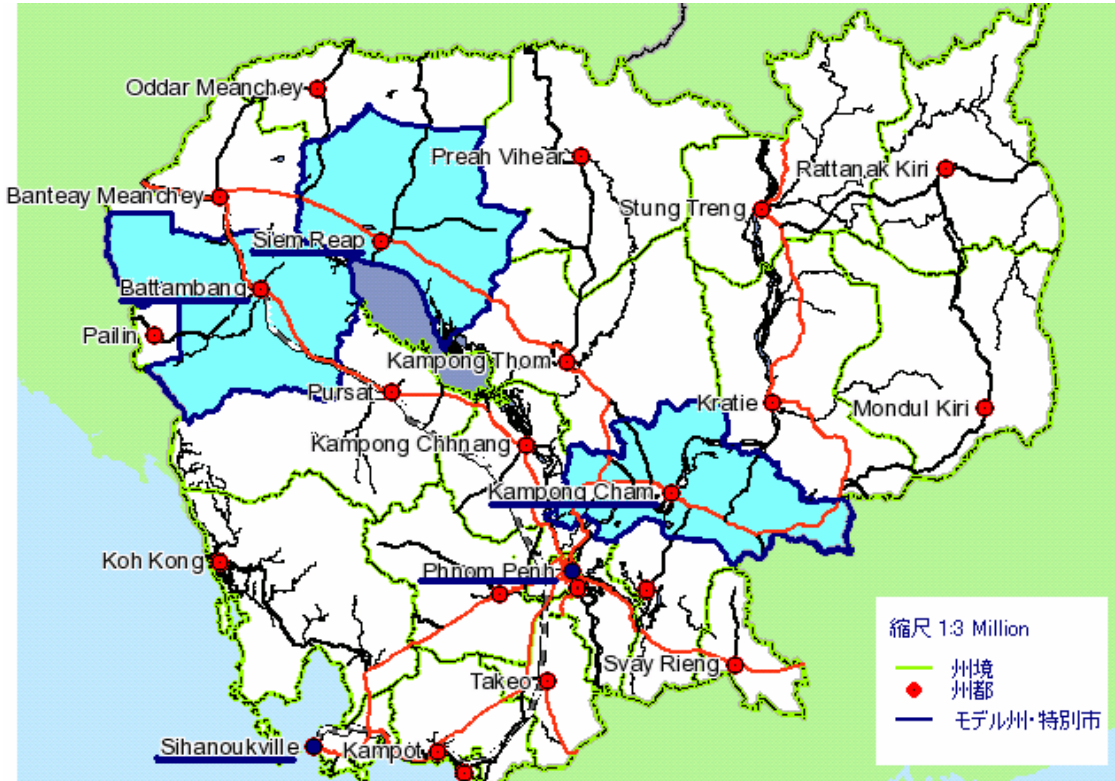 Oddar Meanchey
Preah Vihear
Rattanak Kiri
Banteay Meanchey
Stung Treng
Siem Reap
Battambang
Pailin
Kampong Thom
Pursat
Kratie
Mondul Kiri
Kampong Chhnang
Kampong Cham
Koh Kong
Phnom Penh
Svay Rieng
Takeo
Sihanoukville
Kampot
縮尺 1:3 Million
州境
州都
モデル州・特別市